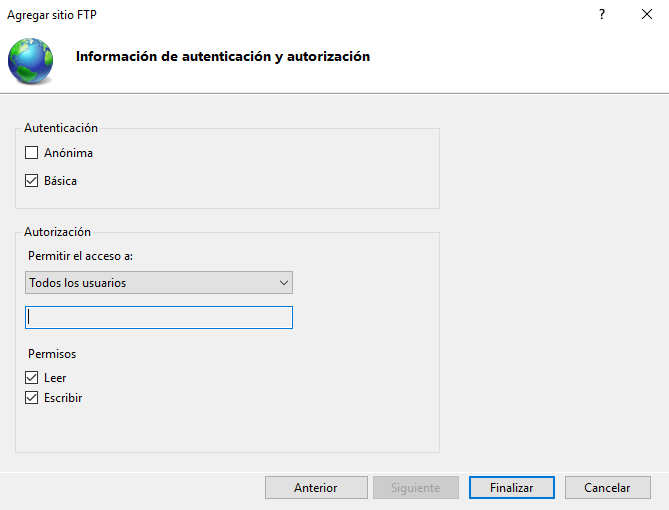 Agregar sitio FTP
?
Información de autenticación y autorización
Autenticación
Anónima
Básica
Autorización
Permitir el acceso a:
Todos los usuarios
Permisos
Leer
Escribir
Anterior
Siguiente
Finalizar
Cancelar